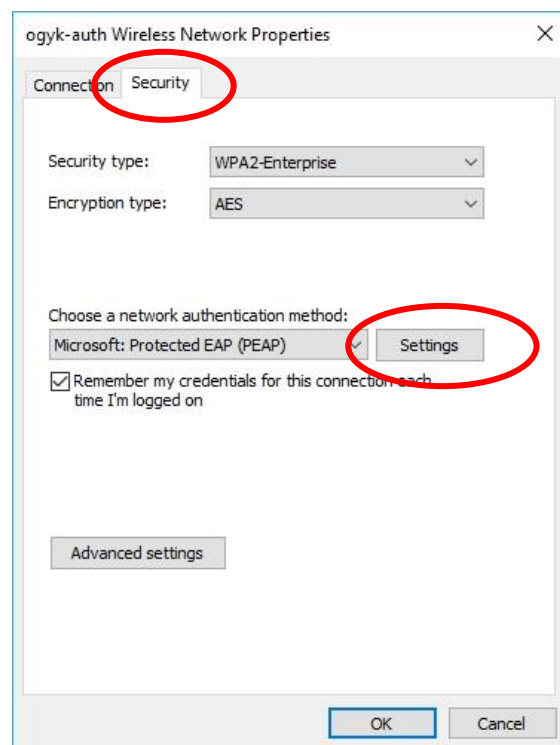 ogyk-auth Wireless Network Properties
Connection Security
Security type: WPA2-Enterprise
Encryption type: AES
Choose a network authentication method:
Microsoft: Protected EAP (PEAP) Settings
Remember my credentials for this connection each
time I'm logged on
Advanced settings
OK Cancel